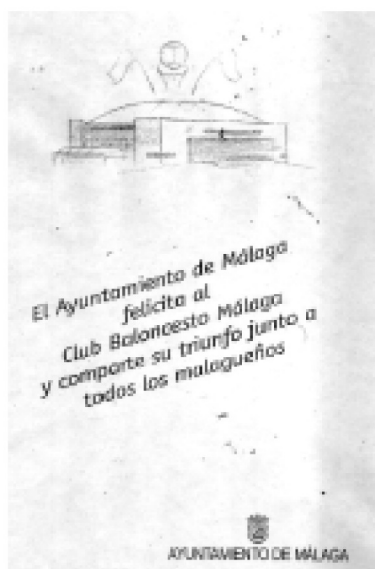 El Ayuntamiento de Málaga
felicita al
Club Baloncesto Málaga
y comparte su triunfo junto a
todos los malagueños
AYUNTAMIENTO DE MÁLAGA